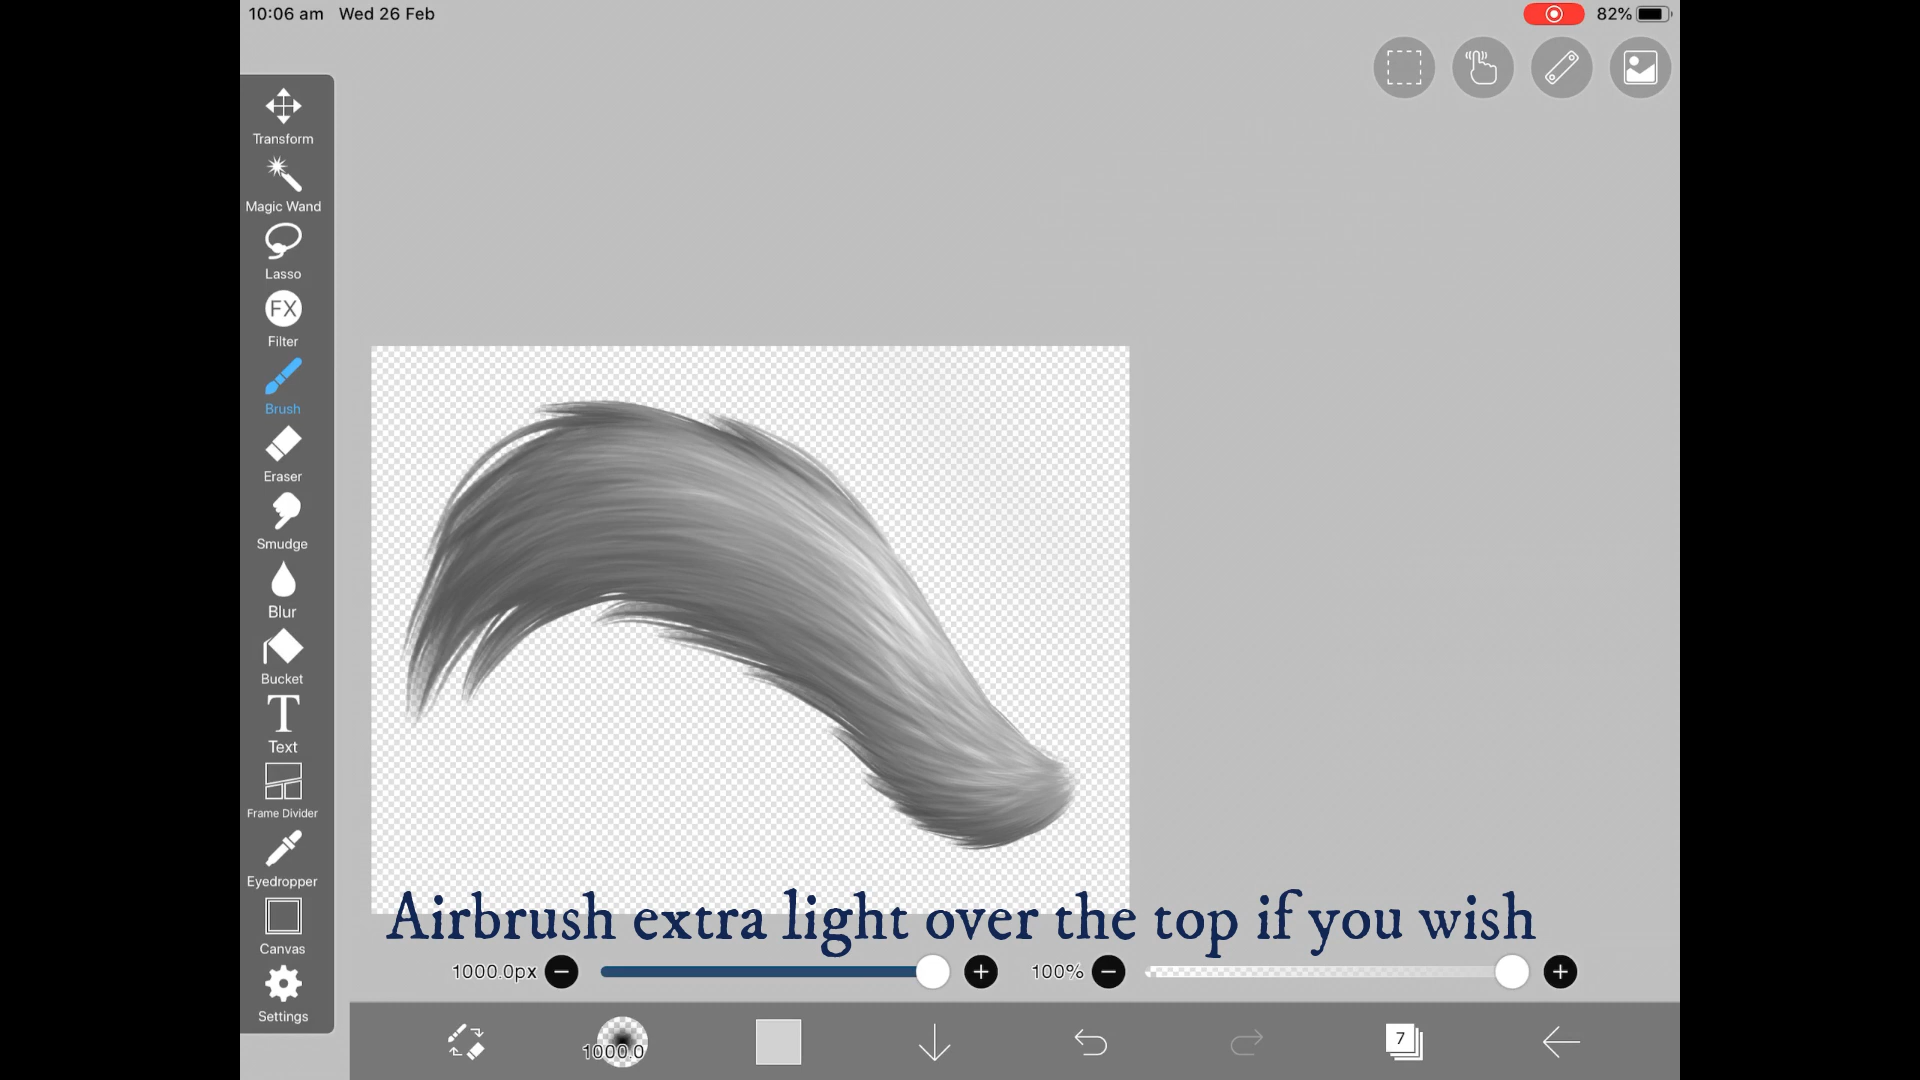 10:06 am Wed 26 Feb
82%
Transform
Magic Wand
Lasso
FX
Filter
Brush
Eraser
Smudge
Blur
Bucket
T
Text
Frame Divider
Eyedropper
Canvas
Settings
Airbrush extra light over the top if you wish
1000.0px
100%
1000.0
7